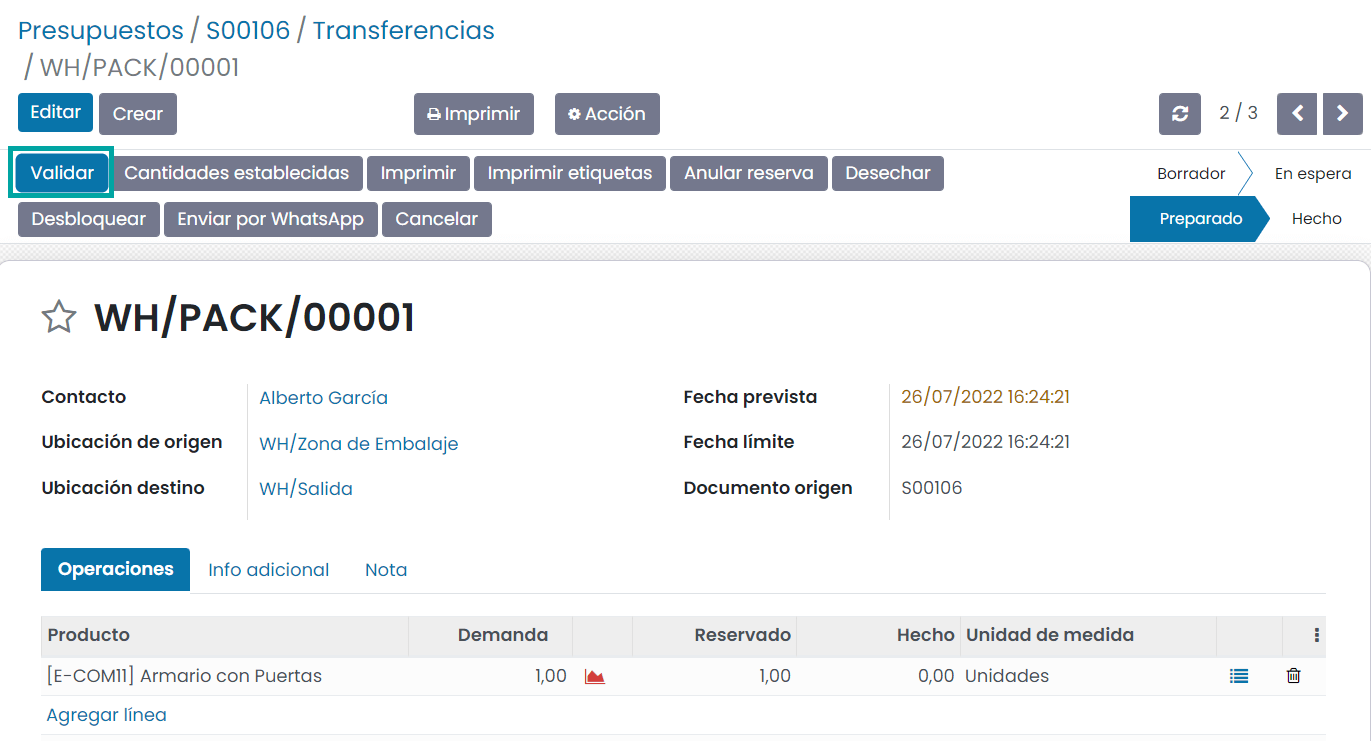 Presupuestos / S00106 / Transferencias
/ WH/PACK/00001
Editar Crear Imprimir Acción 2 / 3
Validar Cantidades establecidas Imprimir Imprimir etiquetas Anular reserva Desechar Borrador En espera
Desbloquear Enviar por WhatsApp Cancelar Preparado Hecho
WH/PACK/00001
Contacto Alberto García Fecha prevista 26/07/2022 16:24:21
Ubicación de origen WH/Zona de Embalaje Fecha límite 26/07/2022 16:24:21
Ubicación destino WH/Salida Documento origen S00106
Operaciones Info adicional Nota
Producto Demanda Reservado Hecho Unidad de medida
[E-COM11] Armario con Puertas 1,00 1,00 0,00 Unidades
Agregar línea